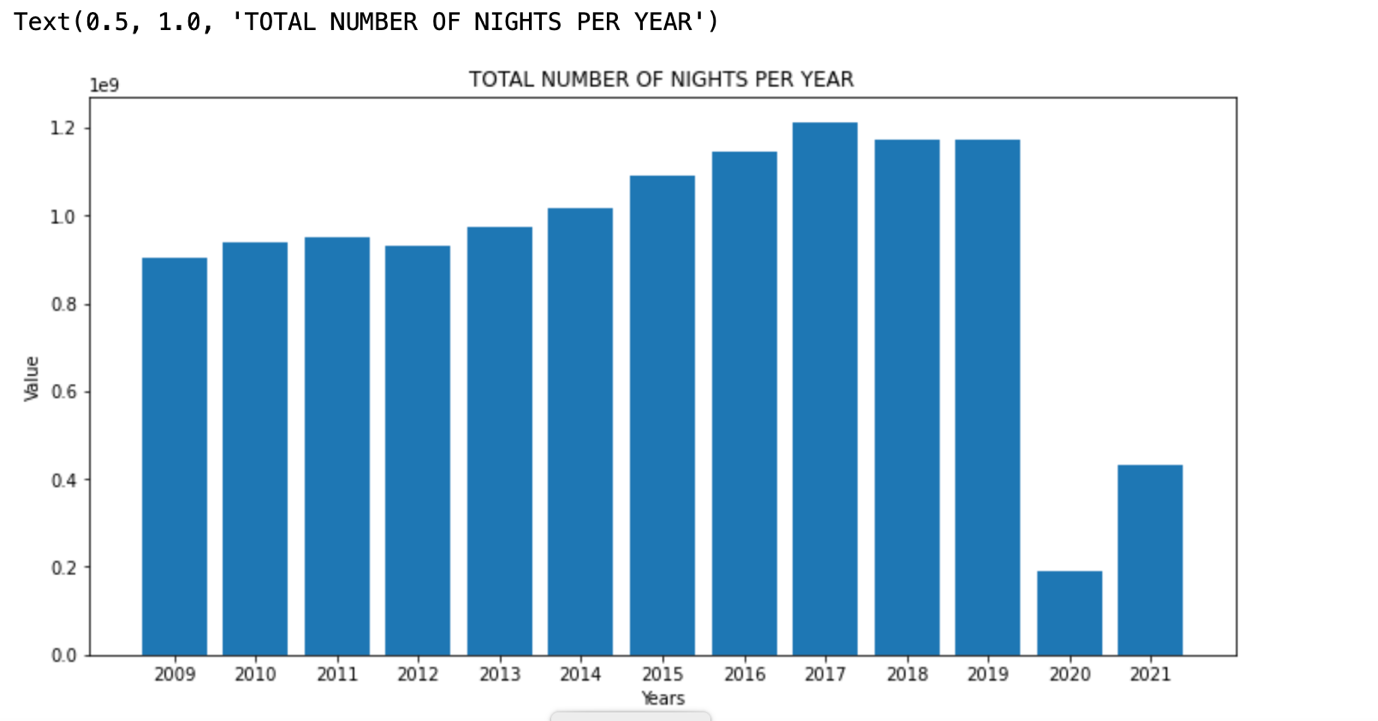 Text(0.5, 1.0, 'TOTAL NUMBER OF NIGHTS PER YEAR')
TOTAL NUMBER OF NIGHTS PER YEAR
1e9
1.2
1.0
0.8
0.6
0.4
0.2
0.0
Value
2009 2010 2011 2012 2013 2014 2015 2016 2017 2018 2019 2020 2021
Years